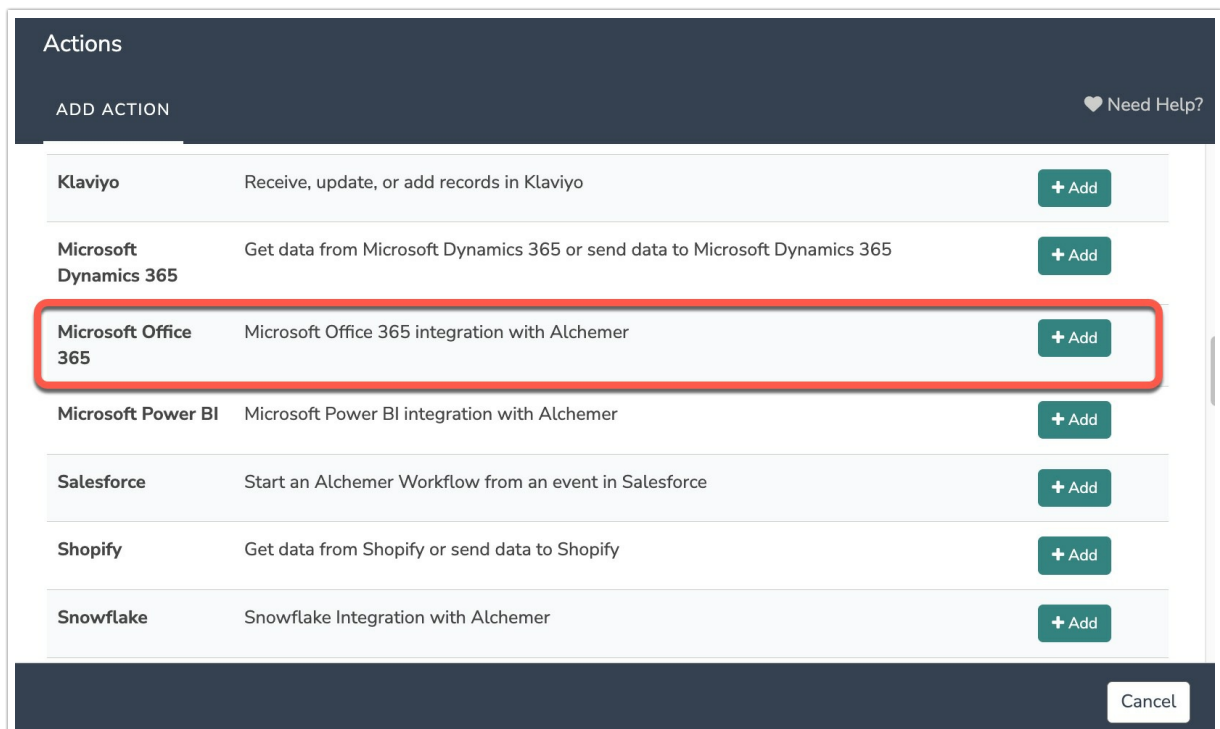 Actions
ADD ACTION
Need Help?
Klaviyo Receive, update, or add records in Klaviyo Add
Microsoft Dynamics 365 Get data from Microsoft Dynamics 365 or send data to Microsoft Dynamics 365 Add
Microsoft Office 365 Microsoft Office 365 integration with Alchemer Add
Microsoft Power BI Microsoft Power BI integration with Alchemer Add
Salesforce Start an Alchemer Workflow from an event in Salesforce Add
Shopify Get data from Shopify or send data to Shopify Add
Snowflake Snowflake Integration with Alchemer Add
Cancel